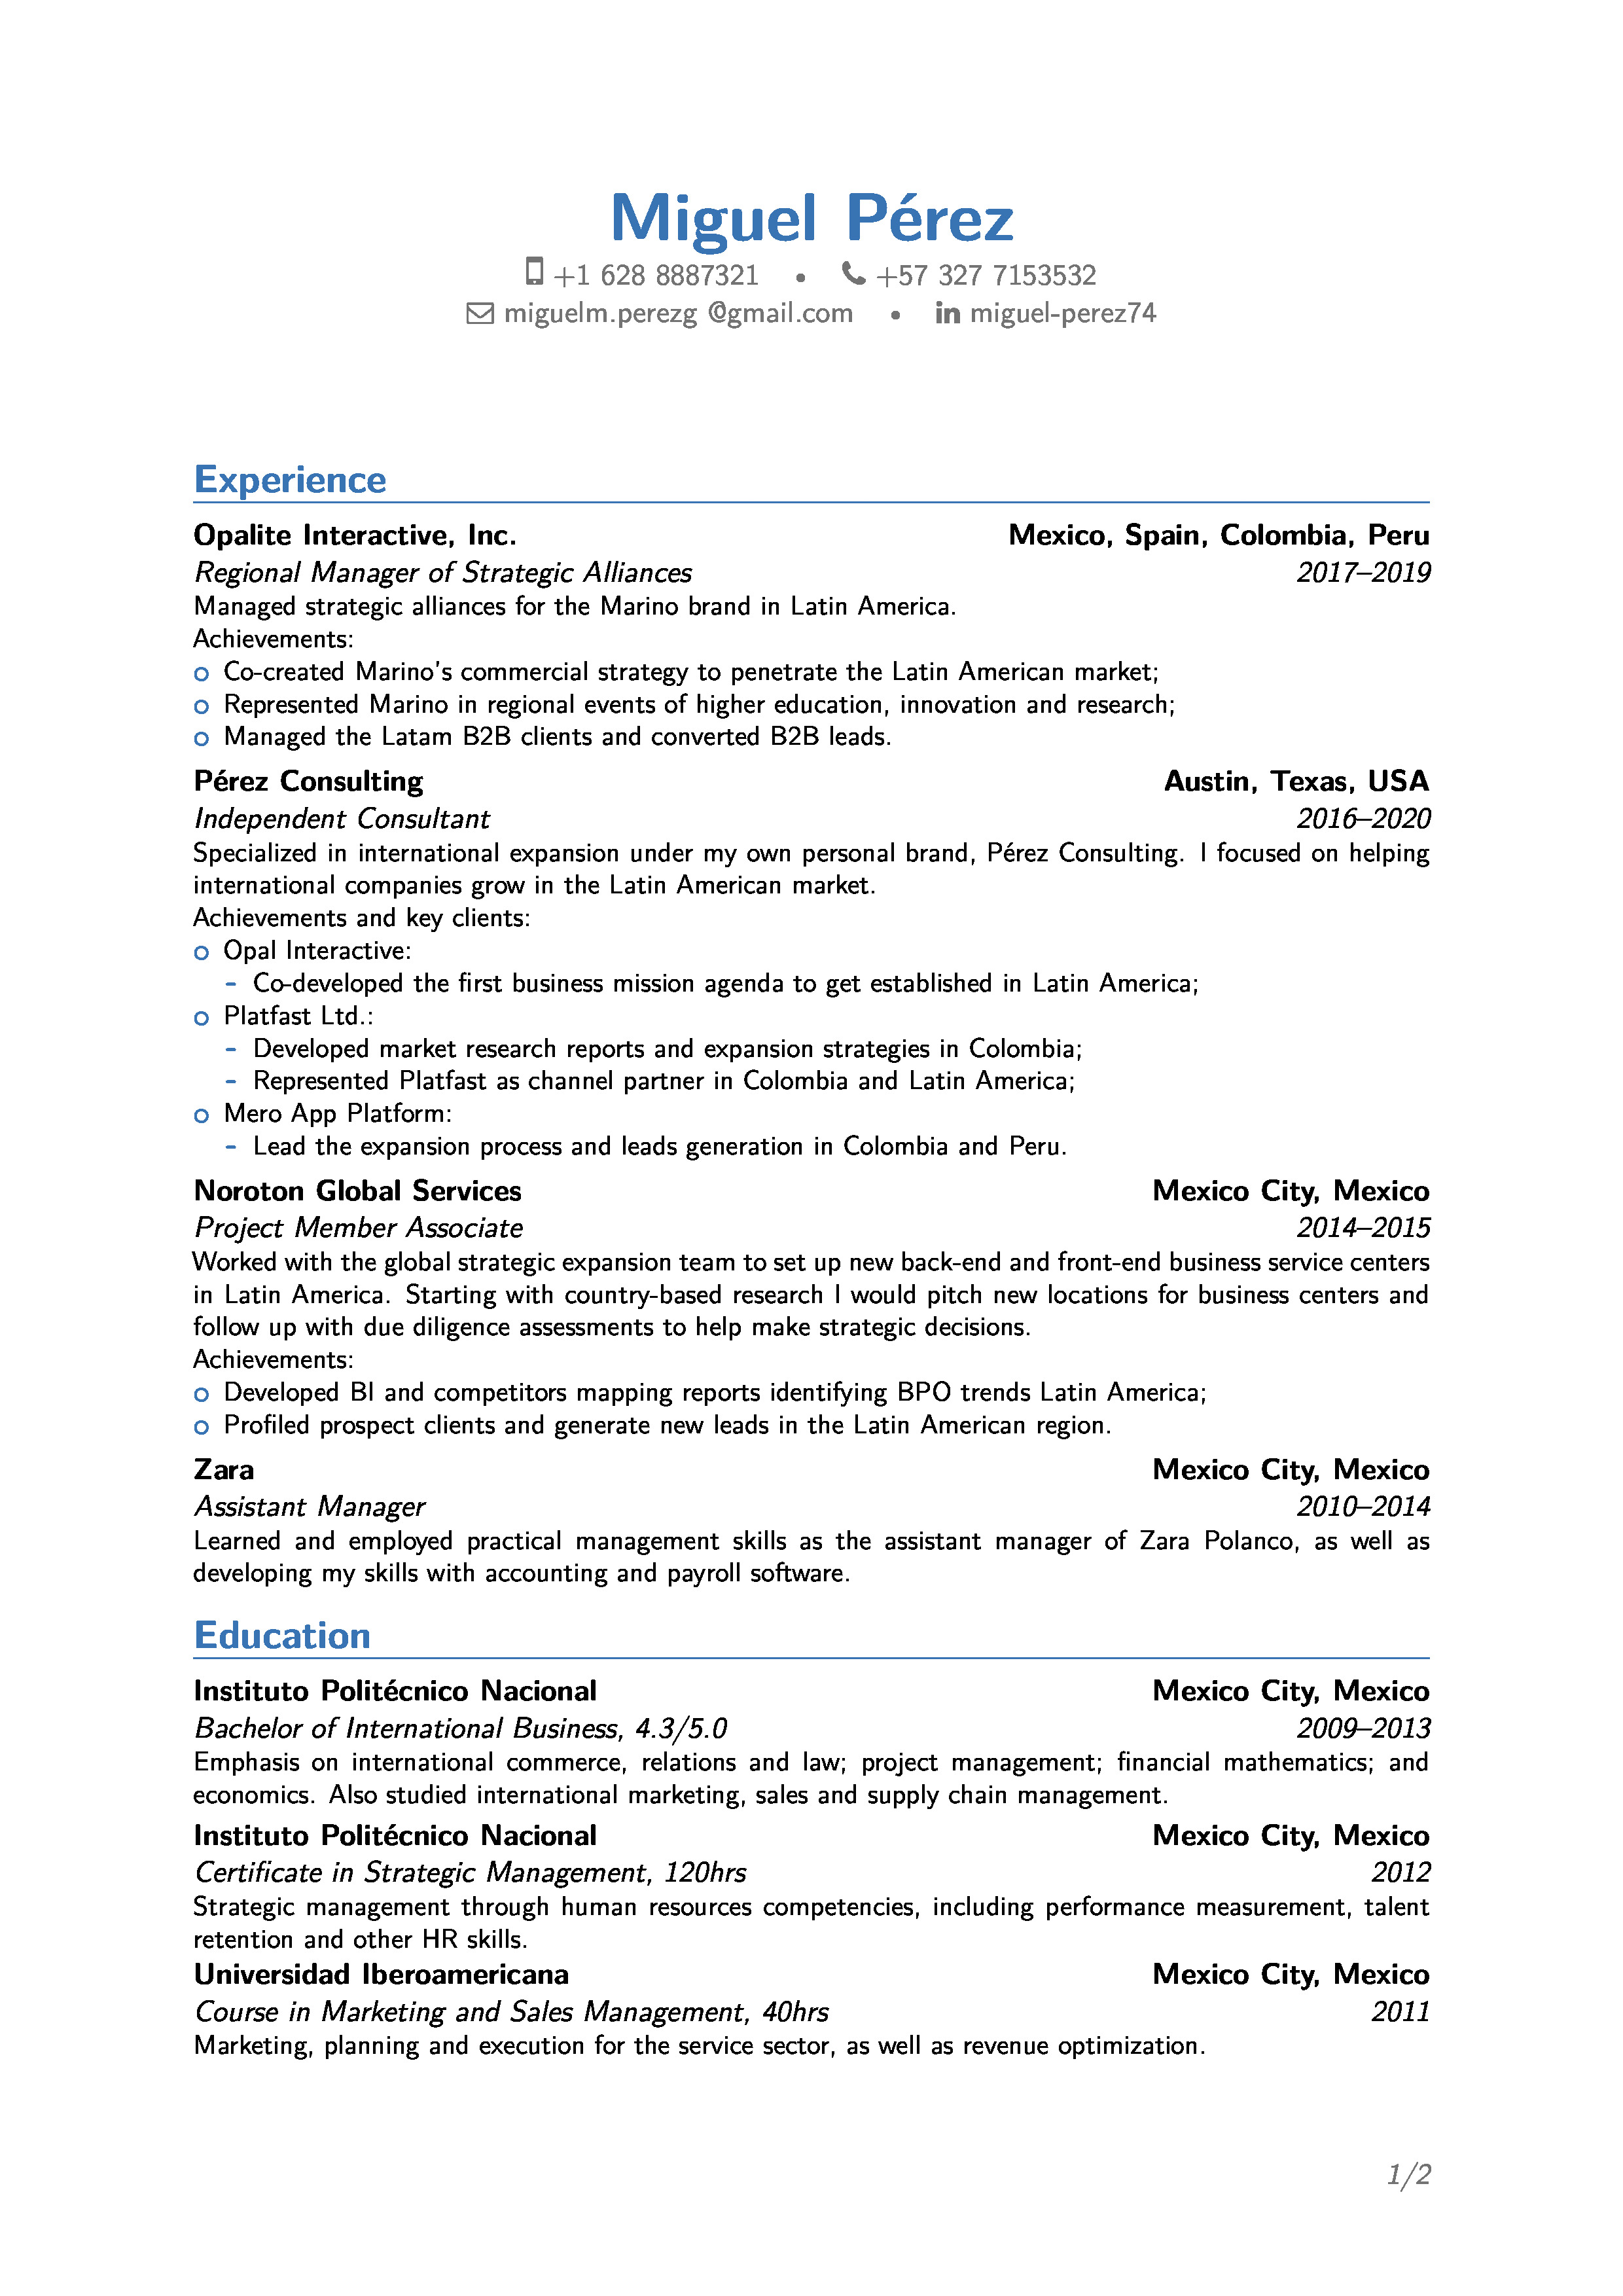 Miguel Pérez
+1 628 8887321 • +57 327 7153532
miguelm.perezg @gmail.com • in miguel-perez74
Experience
Opalite Interactive, Inc. Mexico, Spain, Colombia, Peru
Regional Manager of Strategic Alliances 2017–2019
Managed strategic alliances for the Marino brand in Latin America.
Achievements:
Co-created Marino's commercial strategy to penetrate the Latin American market;
Represented Marino in regional events of higher education, innovation and research;
Managed the Latam B2B clients and converted B2B leads.
Pérez Consulting Austin, Texas, USA
Independent Consultant 2016–2020
Specialized in international expansion under my own personal brand, Pérez Consulting. I focused on helping
international companies grow in the Latin American market.
Achievements and key clients:
Opal Interactive:
– Co-developed the first business mission agenda to get established in Latin America;
Platfast Ltd.:
– Developed market research reports and expansion strategies in Colombia;
– Represented Platfast as channel partner in Colombia and Latin America;
Mero App Platform:
– Lead the expansion process and leads generation in Colombia and Peru.
Noroton Global Services Mexico City, Mexico
Project Member Associate 2014–2015
Worked with the global strategic expansion team to set up new back-end and front-end business service centers
in Latin America. Starting with country-based research I would pitch new locations for business centers and
follow up with due diligence assessments to help make strategic decisions.
Achievements:
Developed BI and competitors mapping reports identifying BPO trends Latin America;
Profiled prospect clients and generate new leads in the Latin American region.
Zara Mexico City, Mexico
Assistant Manager 2010–2014
Learned and employed practical management skills as the assistant manager of Zara Polanco, as well as
developing my skills with accounting and payroll software.
Education
Instituto Politécnico Nacional Mexico City, Mexico
Bachelor of International Business, 4.3/5.0 2009–2013
Emphasis on international commerce, relations and law; project management; financial mathematics; and
economics. Also studied international marketing, sales and supply chain management.
Instituto Politécnico Nacional Mexico City, Mexico
Certificate in Strategic Management, 120hrs 2012
Strategic management through human resources competencies, including performance measurement, talent
retention and other HR skills.
Universidad Iberoamericana Mexico City, Mexico
Course in Marketing and Sales Management, 40hrs 2011
Marketing, planning and execution for the service sector, as well as revenue optimization.
1/2